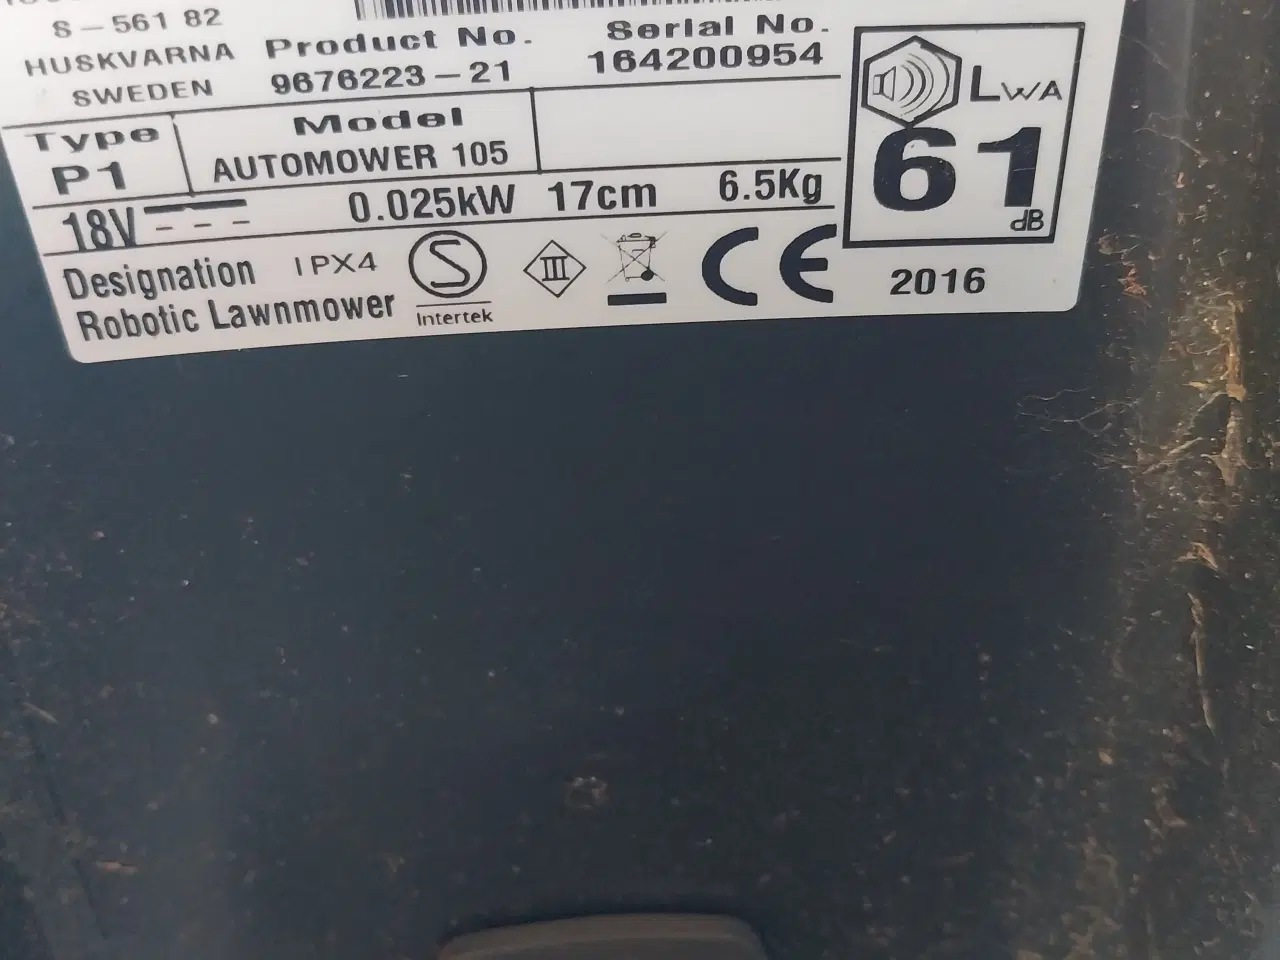 S-561 82
HUSKVARNA
SWEDEN
Product No.
9676223-21
Serial No.
164200954
Type
P1
Model
AUTOMOWER 105
18V 0.025kW 17cm 6.5Kg
LWA
61
dB
Designation IPX4
Robotic Lawnmower
S
Intertek
III
CE
2016